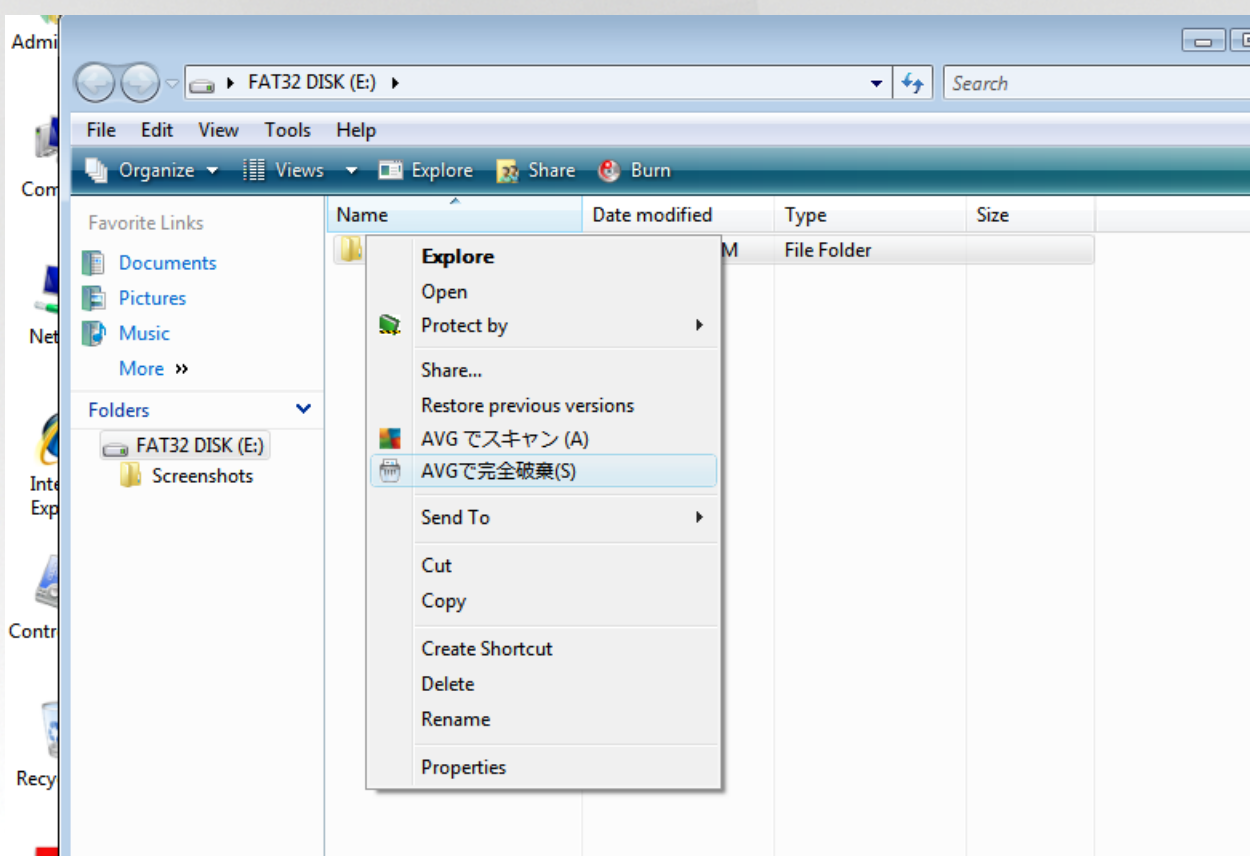 Admi
FAT32 DISK (E:)
Search
File Edit View Tools Help
Organize Views Explore Share Burn
Com
Favorite Links
Name Date modified Type Size
M File Folder
Documents
Pictures
Music
More »
Net
Folders
FAT32 DISK (E:)
Screenshots
Inte
Exp
Contr
Recy
Explore
Open
Protect by
Share...
Restore previous versions
AVG でスキャン (A)
AVGで完全破棄(S)
Send To
Cut
Copy
Create Shortcut
Delete
Rename
Properties